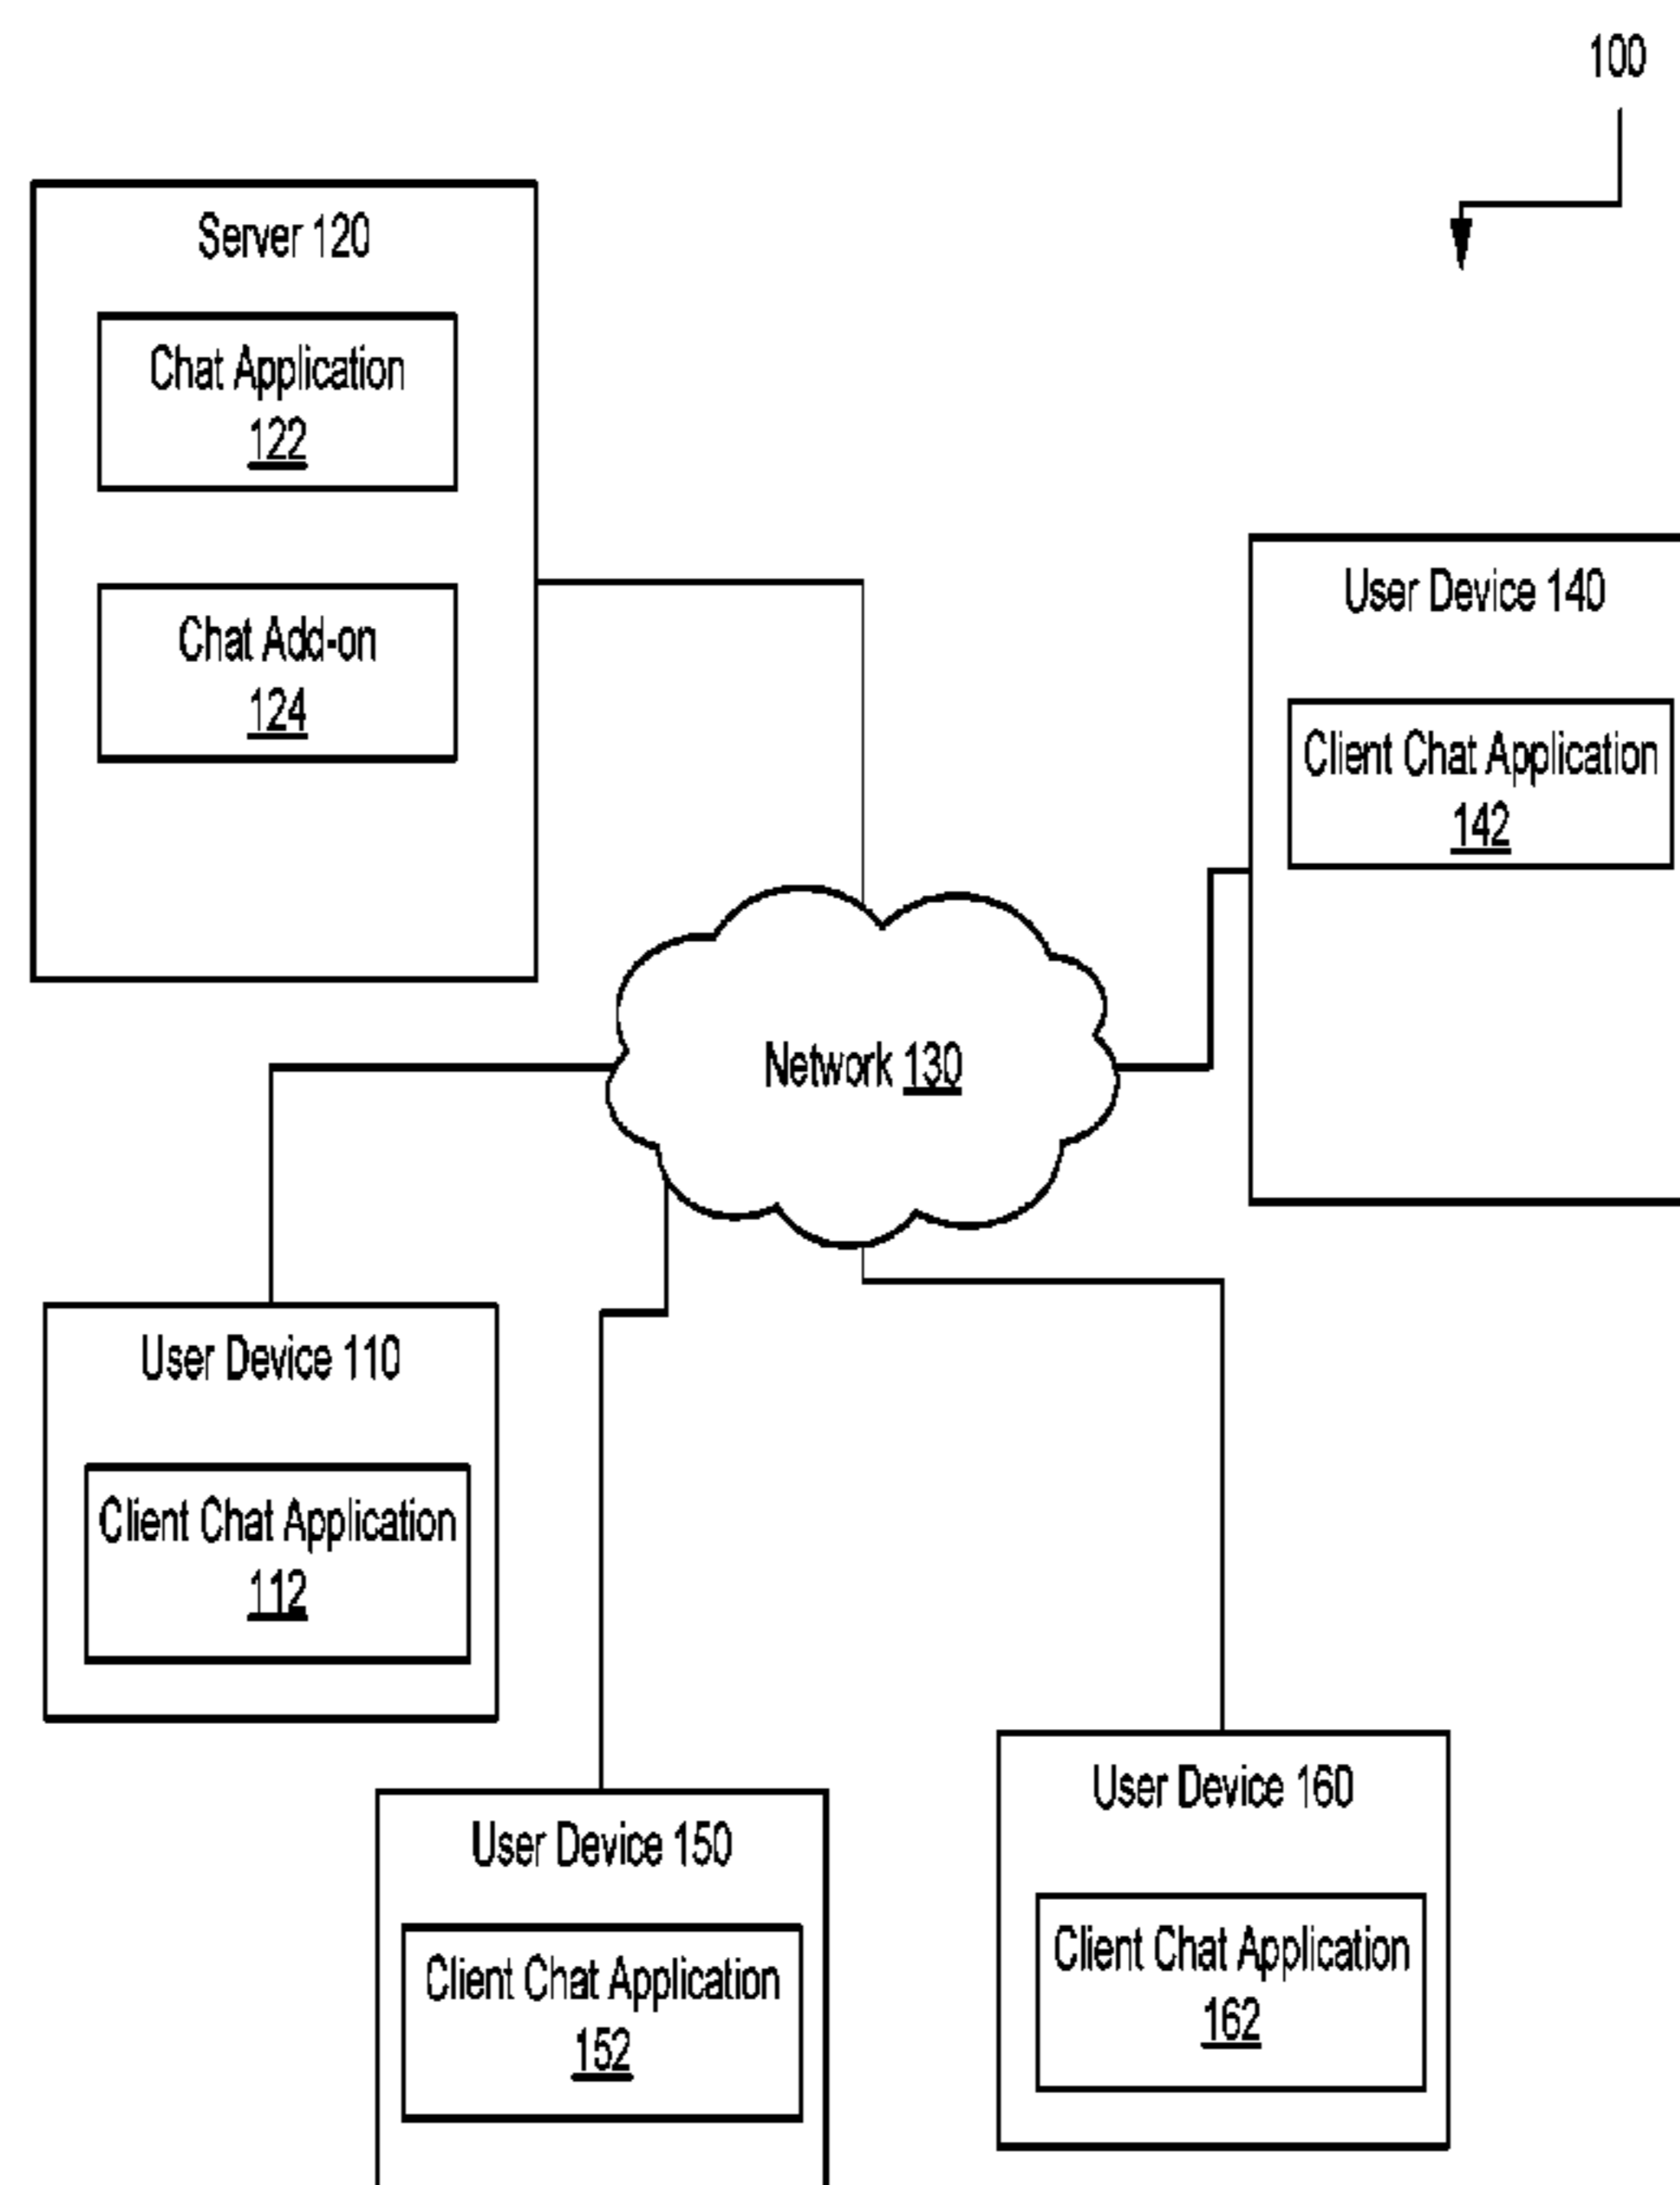 100
Server 120
Chat Application
122
Chat Add-on
124
User Device 140
Client Chat Application
142
Network 130
User Device 110
Client Chat Application
112
User Device 150
Client Chat Application
152
User Device 160
Client Chat Application
162